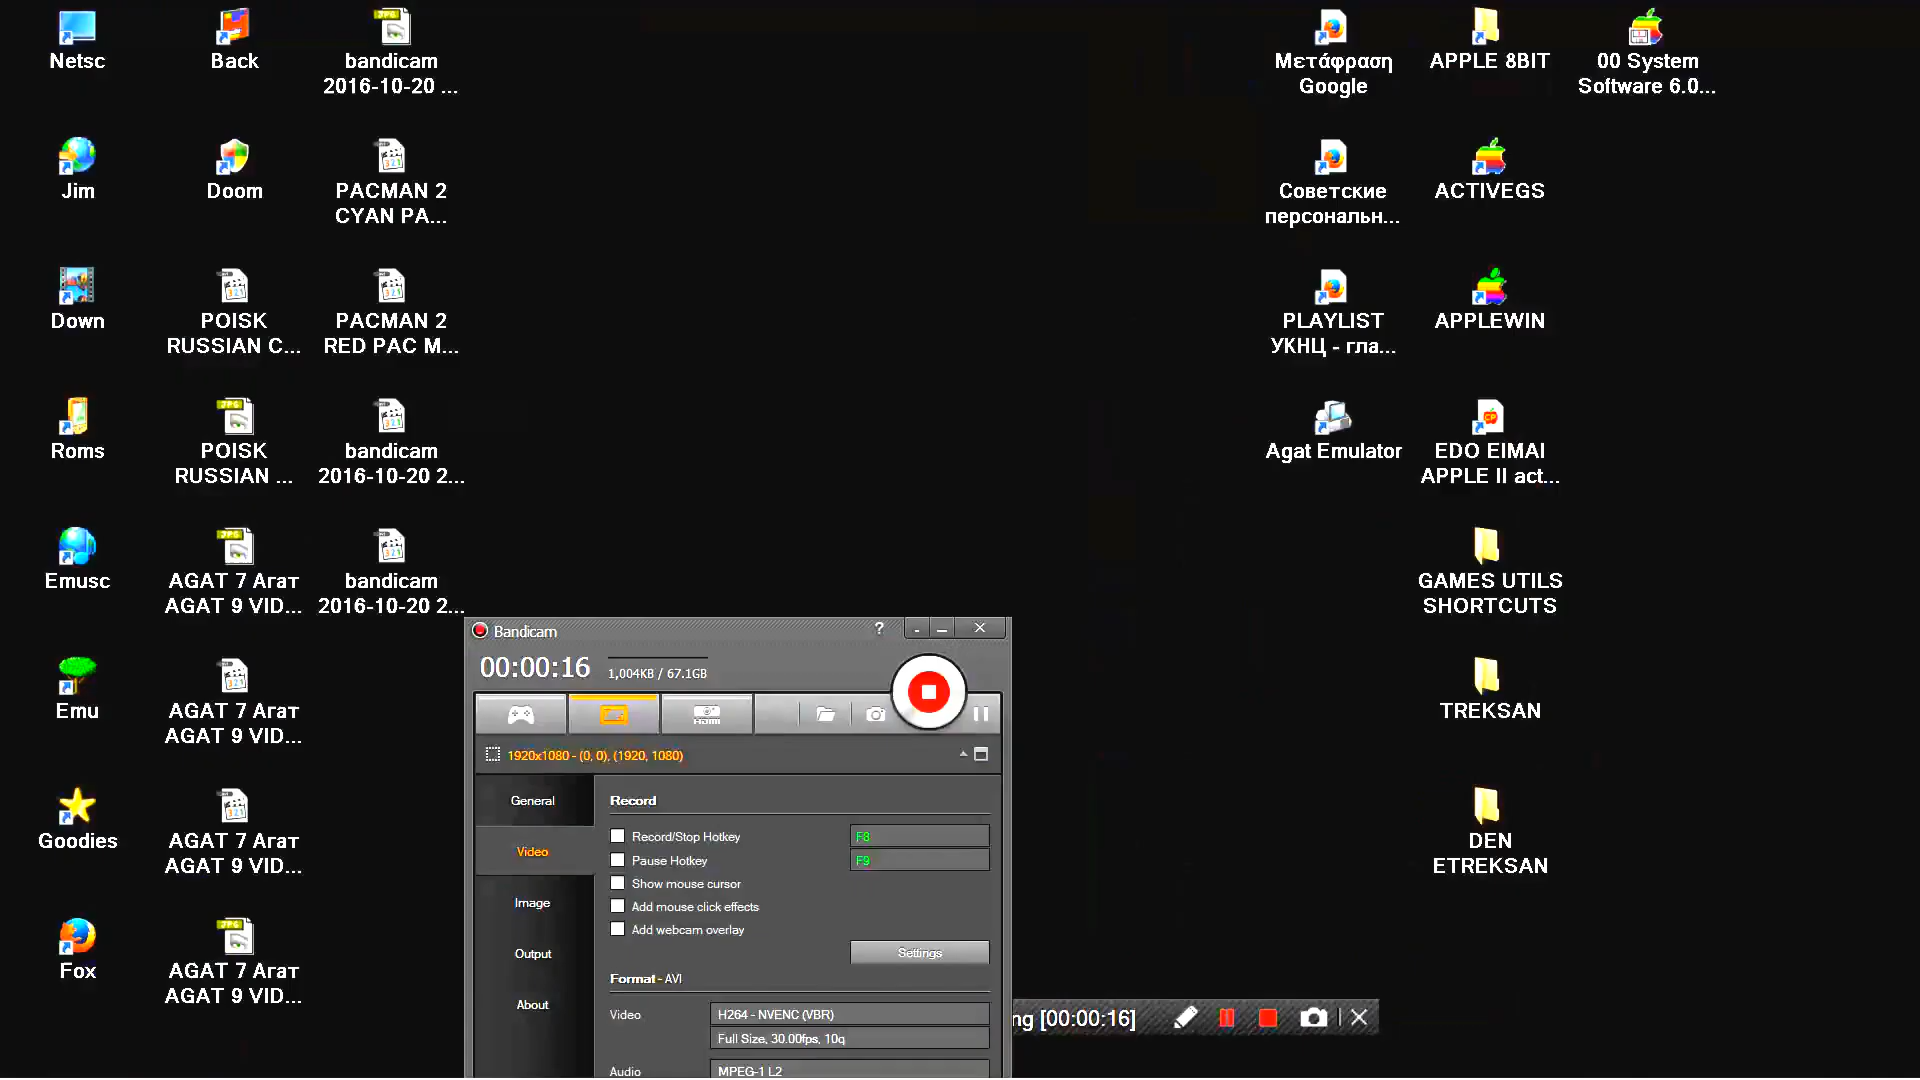 Netsc
Back
bandicam
2016-10-20 ...
Μετάφραση
Google
APPLE 8BIT
00 System
Software 6.0...
Jim
Doom
PACMAN 2
CYAN PA...
Советские
персональн...
ACTIVEGS
Down
POISK
RUSSIAN C...
PACMAN 2
RED PAC M...
PLAYLIST
УКНЦ - гла...
APPLEWIN
Roms
POISK
RUSSIAN ...
bandicam
2016-10-20 2...
Agat Emulator
EDO EIMAI
APPLE II act...
Emusc
AGAT 7 Агат
AGAT 9 VID...
bandicam
2016-10-20 2...
GAMES UTILS
SHORTCUTS
Emu
AGAT 7 Агат
AGAT 9 VID...
TREKSAN
Goodies
AGAT 7 Агат
AGAT 9 VID...
DEN
ETREKSAN
Fox
AGAT 7 Агат
AGAT 9 VID...
Bandicam
00:00:16
1,004KB / 67.1GB
1920x1080 - (0, 0), (1920, 1080)
General
Video
Image
Output
About
Record
Record/Stop Hotkey F8
Pause Hotkey F9
Show mouse cursor
Add mouse click effects
Add webcam overlay
Settings
Format - AVI
Video H264 - NVENC (VBR)
Full Size, 30.00fps, 10q
Audio MPEG-1 L2
ng [00:00:16]